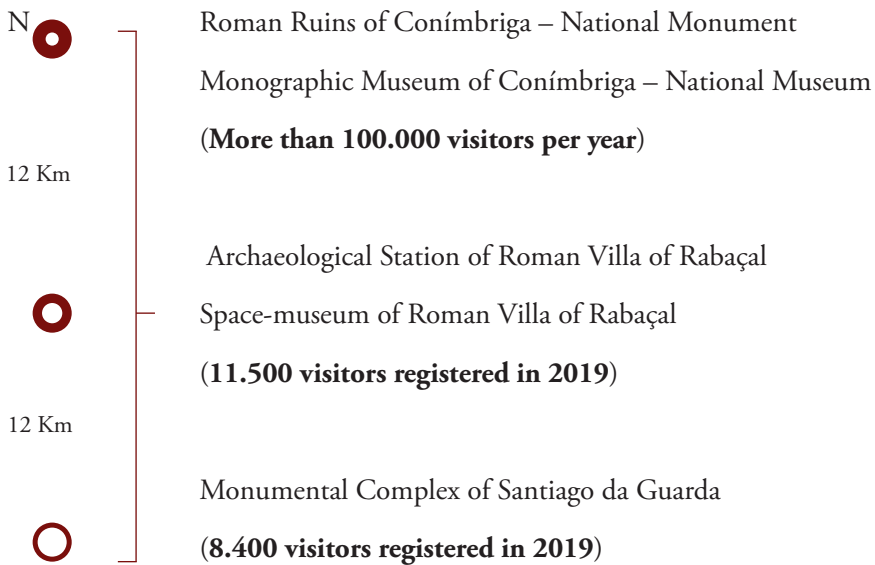 N
Roman Ruins of Conímbriga – National Monument
Monographic Museum of Conímbriga – National Museum
(More than 100.000 visitors per year)
12 Km
Archaeological Station of Roman Villa of Rabaçal
Space-museum of Roman Villa of Rabaçal
(11.500 visitors registered in 2019)
12 Km
Monumental Complex of Santiago da Guarda
(8.400 visitors registered in 2019)